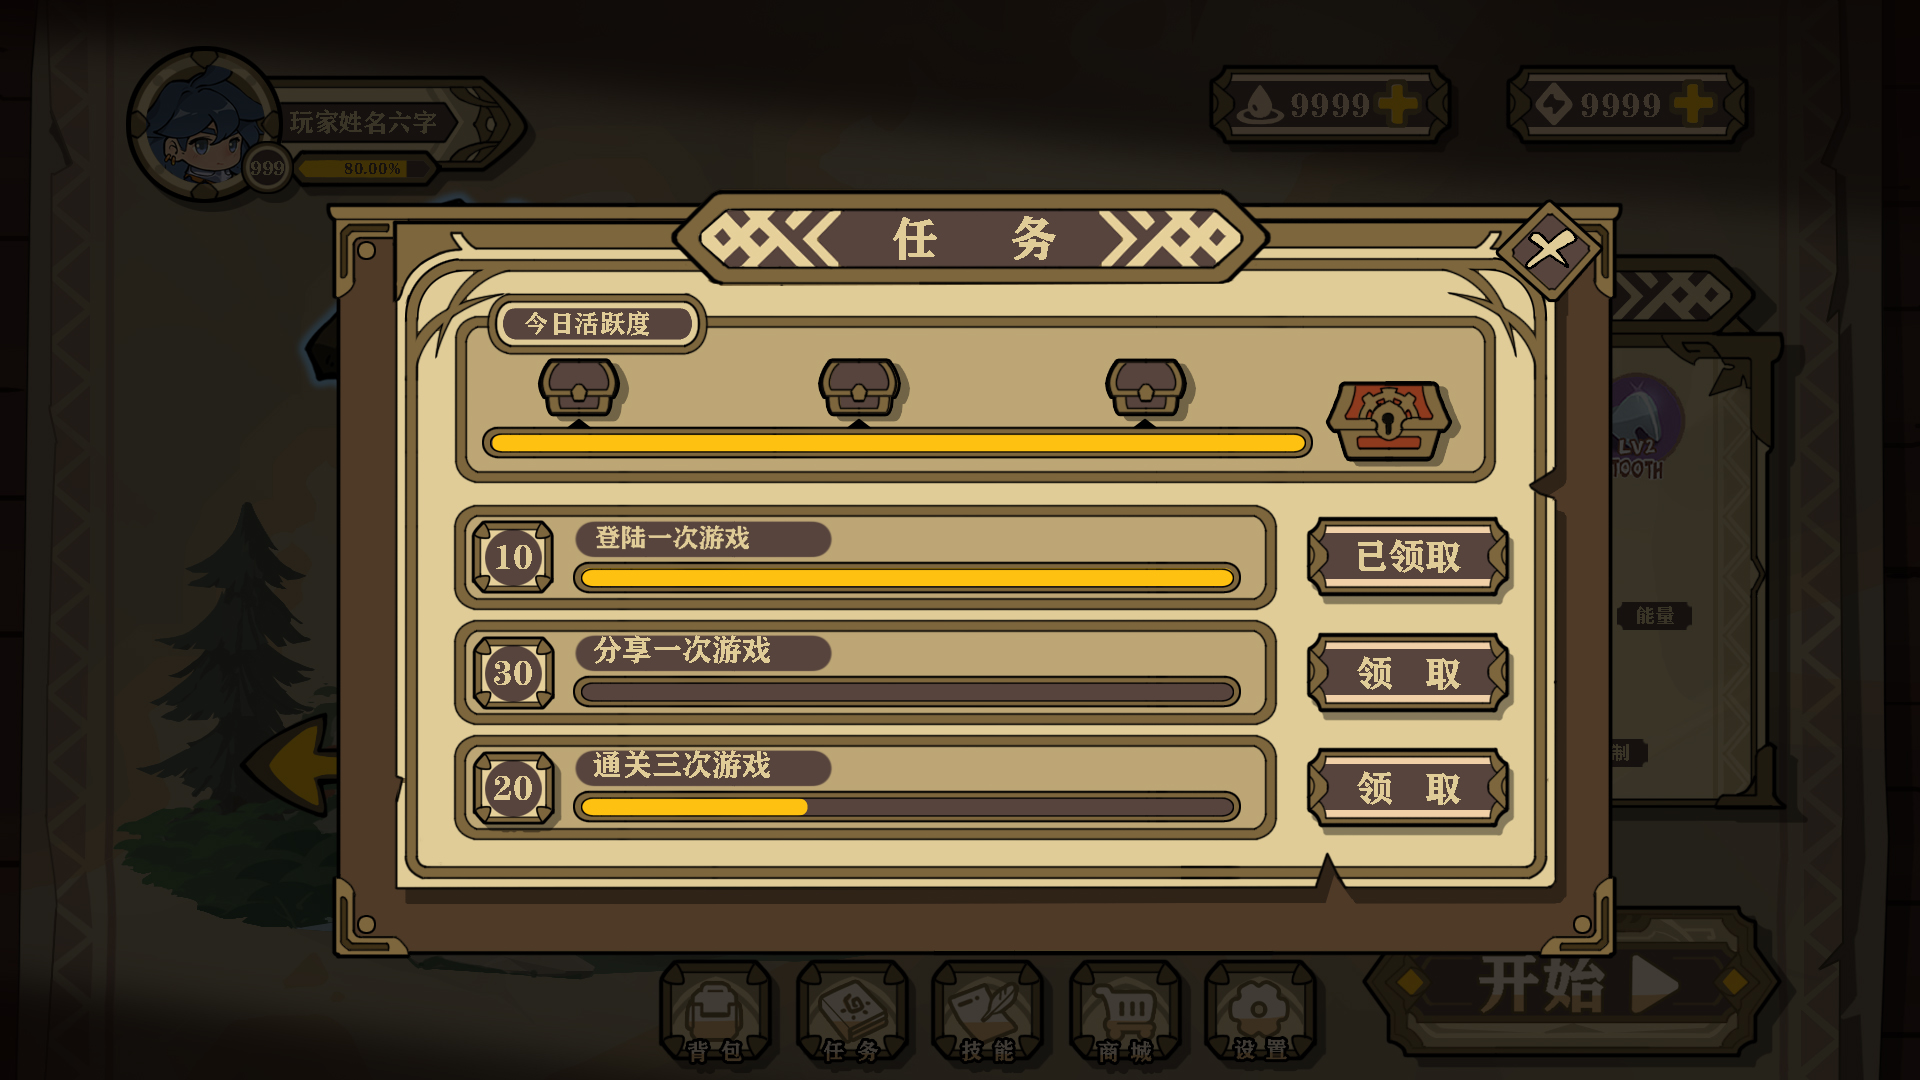 玩家姓名六字
999
80.00%
9999
9999
任 务
今日活跃度
10
登陆一次游戏
已领取
30
分享一次游戏
领 取
20
通关三次游戏
领 取
LV2
TOOTH
能量
制
背包
任务
技能
商城
设置
开始